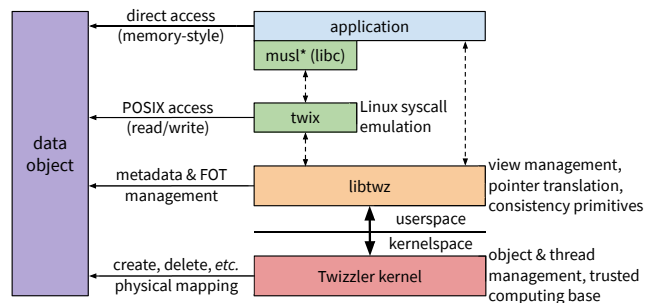 direct access
(memory-style)
application
musl* (libc)
POSIX access
(read/write)
twix
Linux syscall
emulation
data
object
metadata & FOT
management
libtwz
view management,
pointer translation,
consistency primitives
userspace
kernelspace
create, delete, etc.
physical mapping
Twizzler kernel
object & thread
management, trusted
computing base